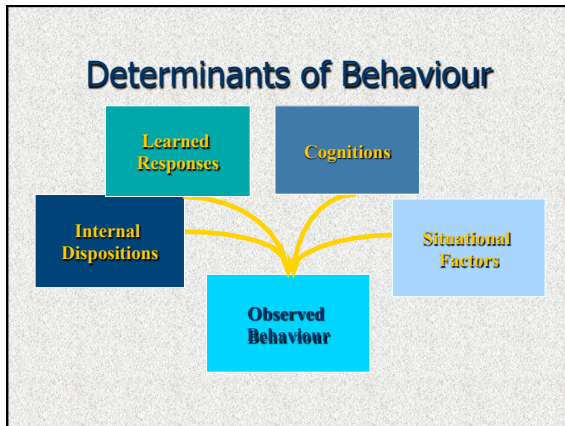 Determinants of Behaviour
Learned
Responses
Cognitions
Internal
Dispositions
Situational
Factors
Observed
Behaviour